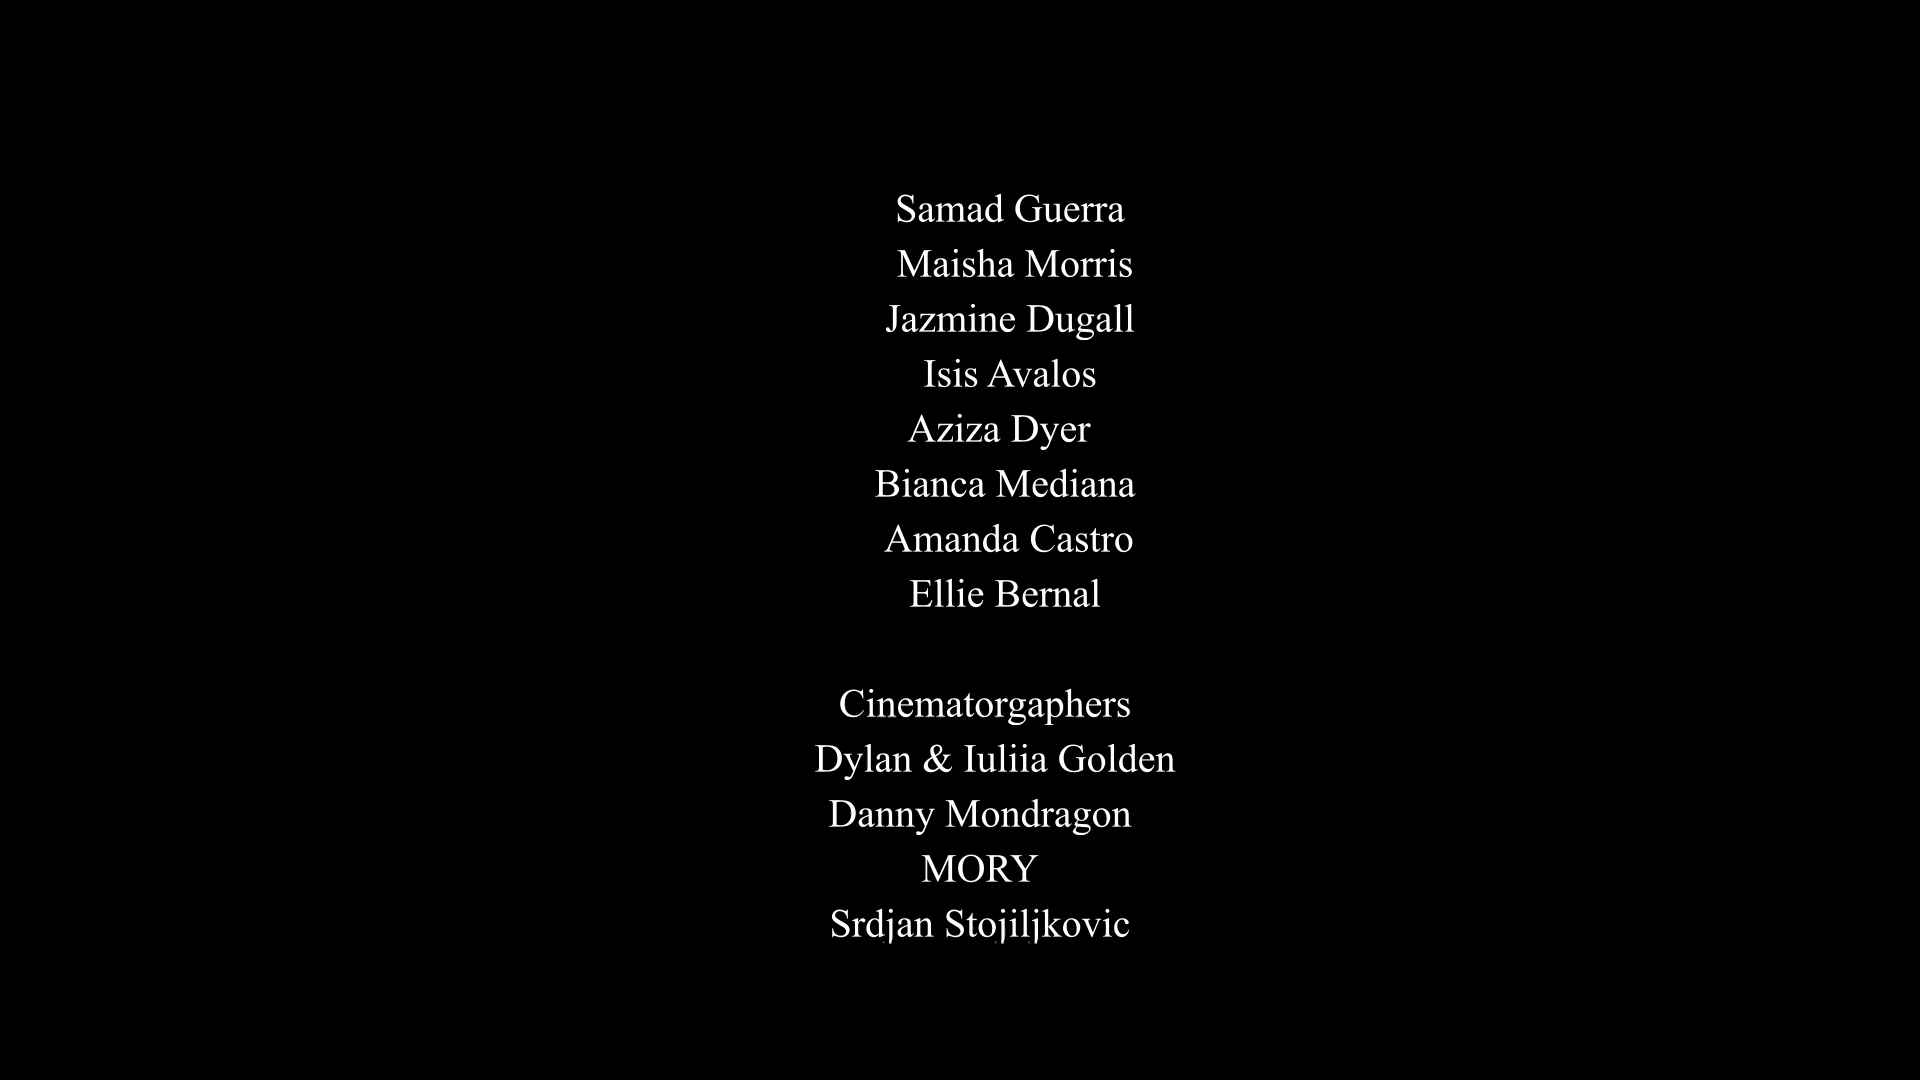 Samad Guerra
Maisha Morris
Jazmine Dugall
Isis Avalos
Aziza Dyer
Bianca Mediana
Amanda Castro
Ellie Bernal
Cinematorgaphers
Dylan & Iuliia Golden
Danny Mondragon
MORY
Srdjan Stojiljkovic